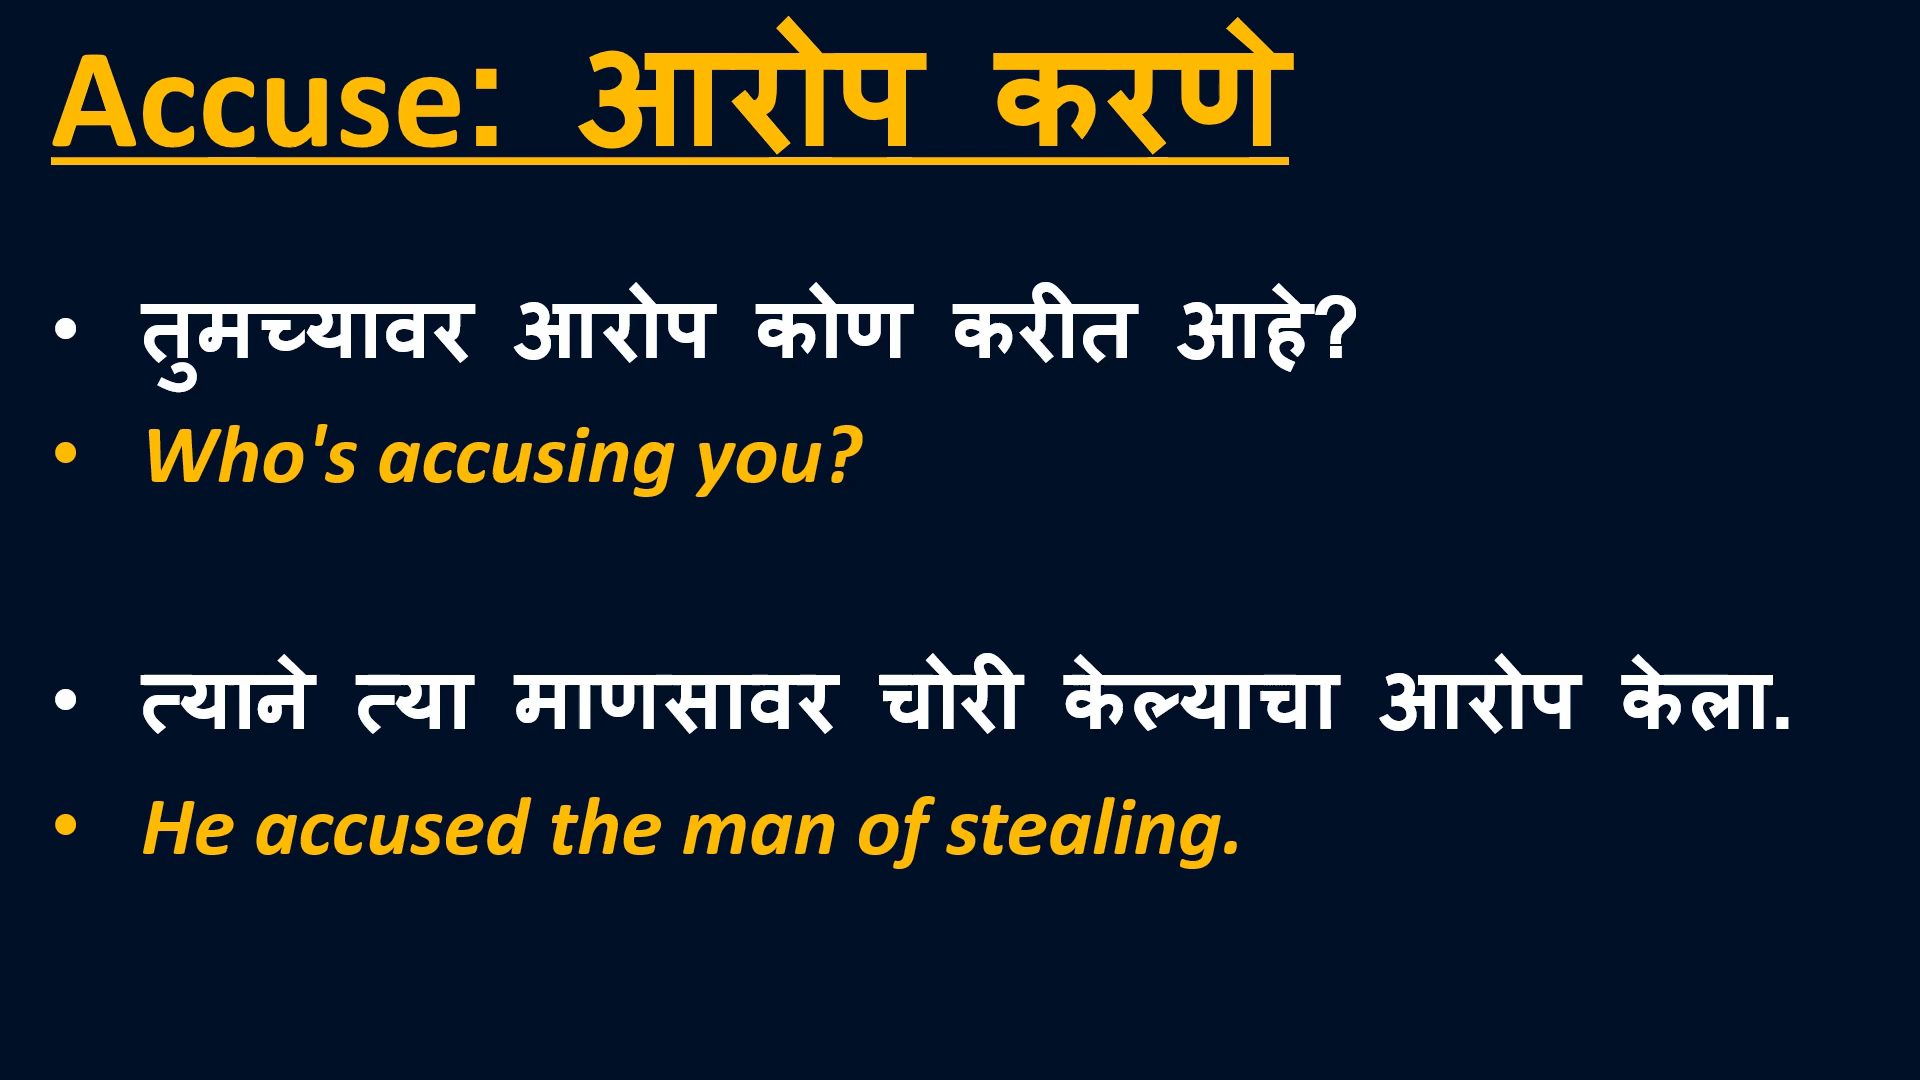 Accuse: आरोप करणे
• तुमच्यावर आरोप कोण करीत आहे?
• Who's accusing you?
• त्याने त्या माणसावर चोरी केल्याचा आरोप केला.
• He accused the man of stealing.